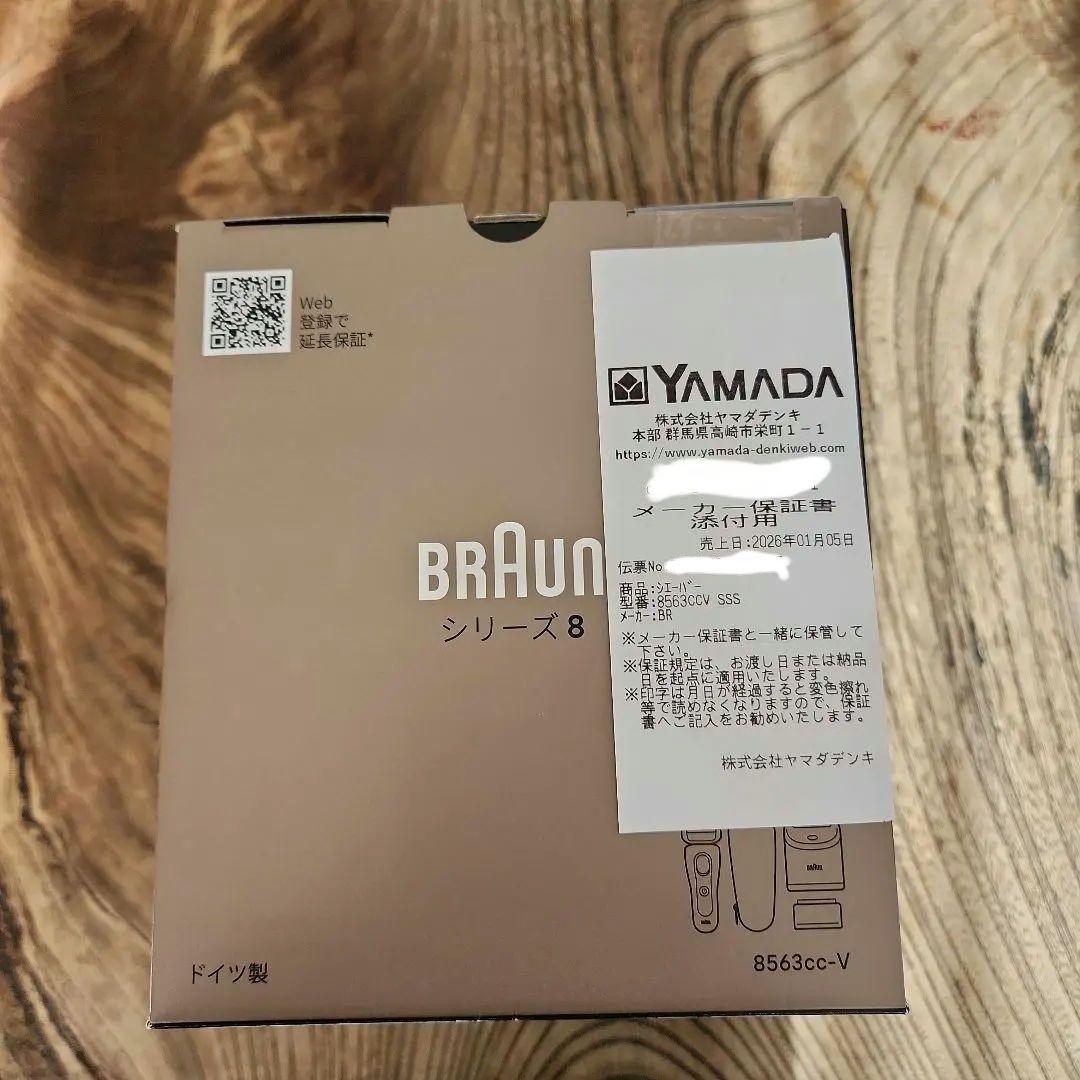 Web
登録で
延長保証*
BRAUN
シリーズ 8
YAMADA
株式会社ヤマダデンキ
本部 群馬県高崎市栄町1-1
https://www.yamada-denkiweb.com
メーカー保証書
添付用
売上日:2026年01月05日
伝票No
商品:ｼｴｰﾊﾞｰ
型番:8563CCV SSS
ﾒｰｶｰ:BR
※メーカー保証書と一緒に保管して
下さい。
※保証規定は、お渡し日または納品
日を起点に適用いたします。
※印字は月日が経過すると変色擦れ
等で読めなくなりますので、保証
書へご記入をお勧めいたします。
株式会社ヤマダデンキ
BRAUN
ドイツ製
8563cc-V